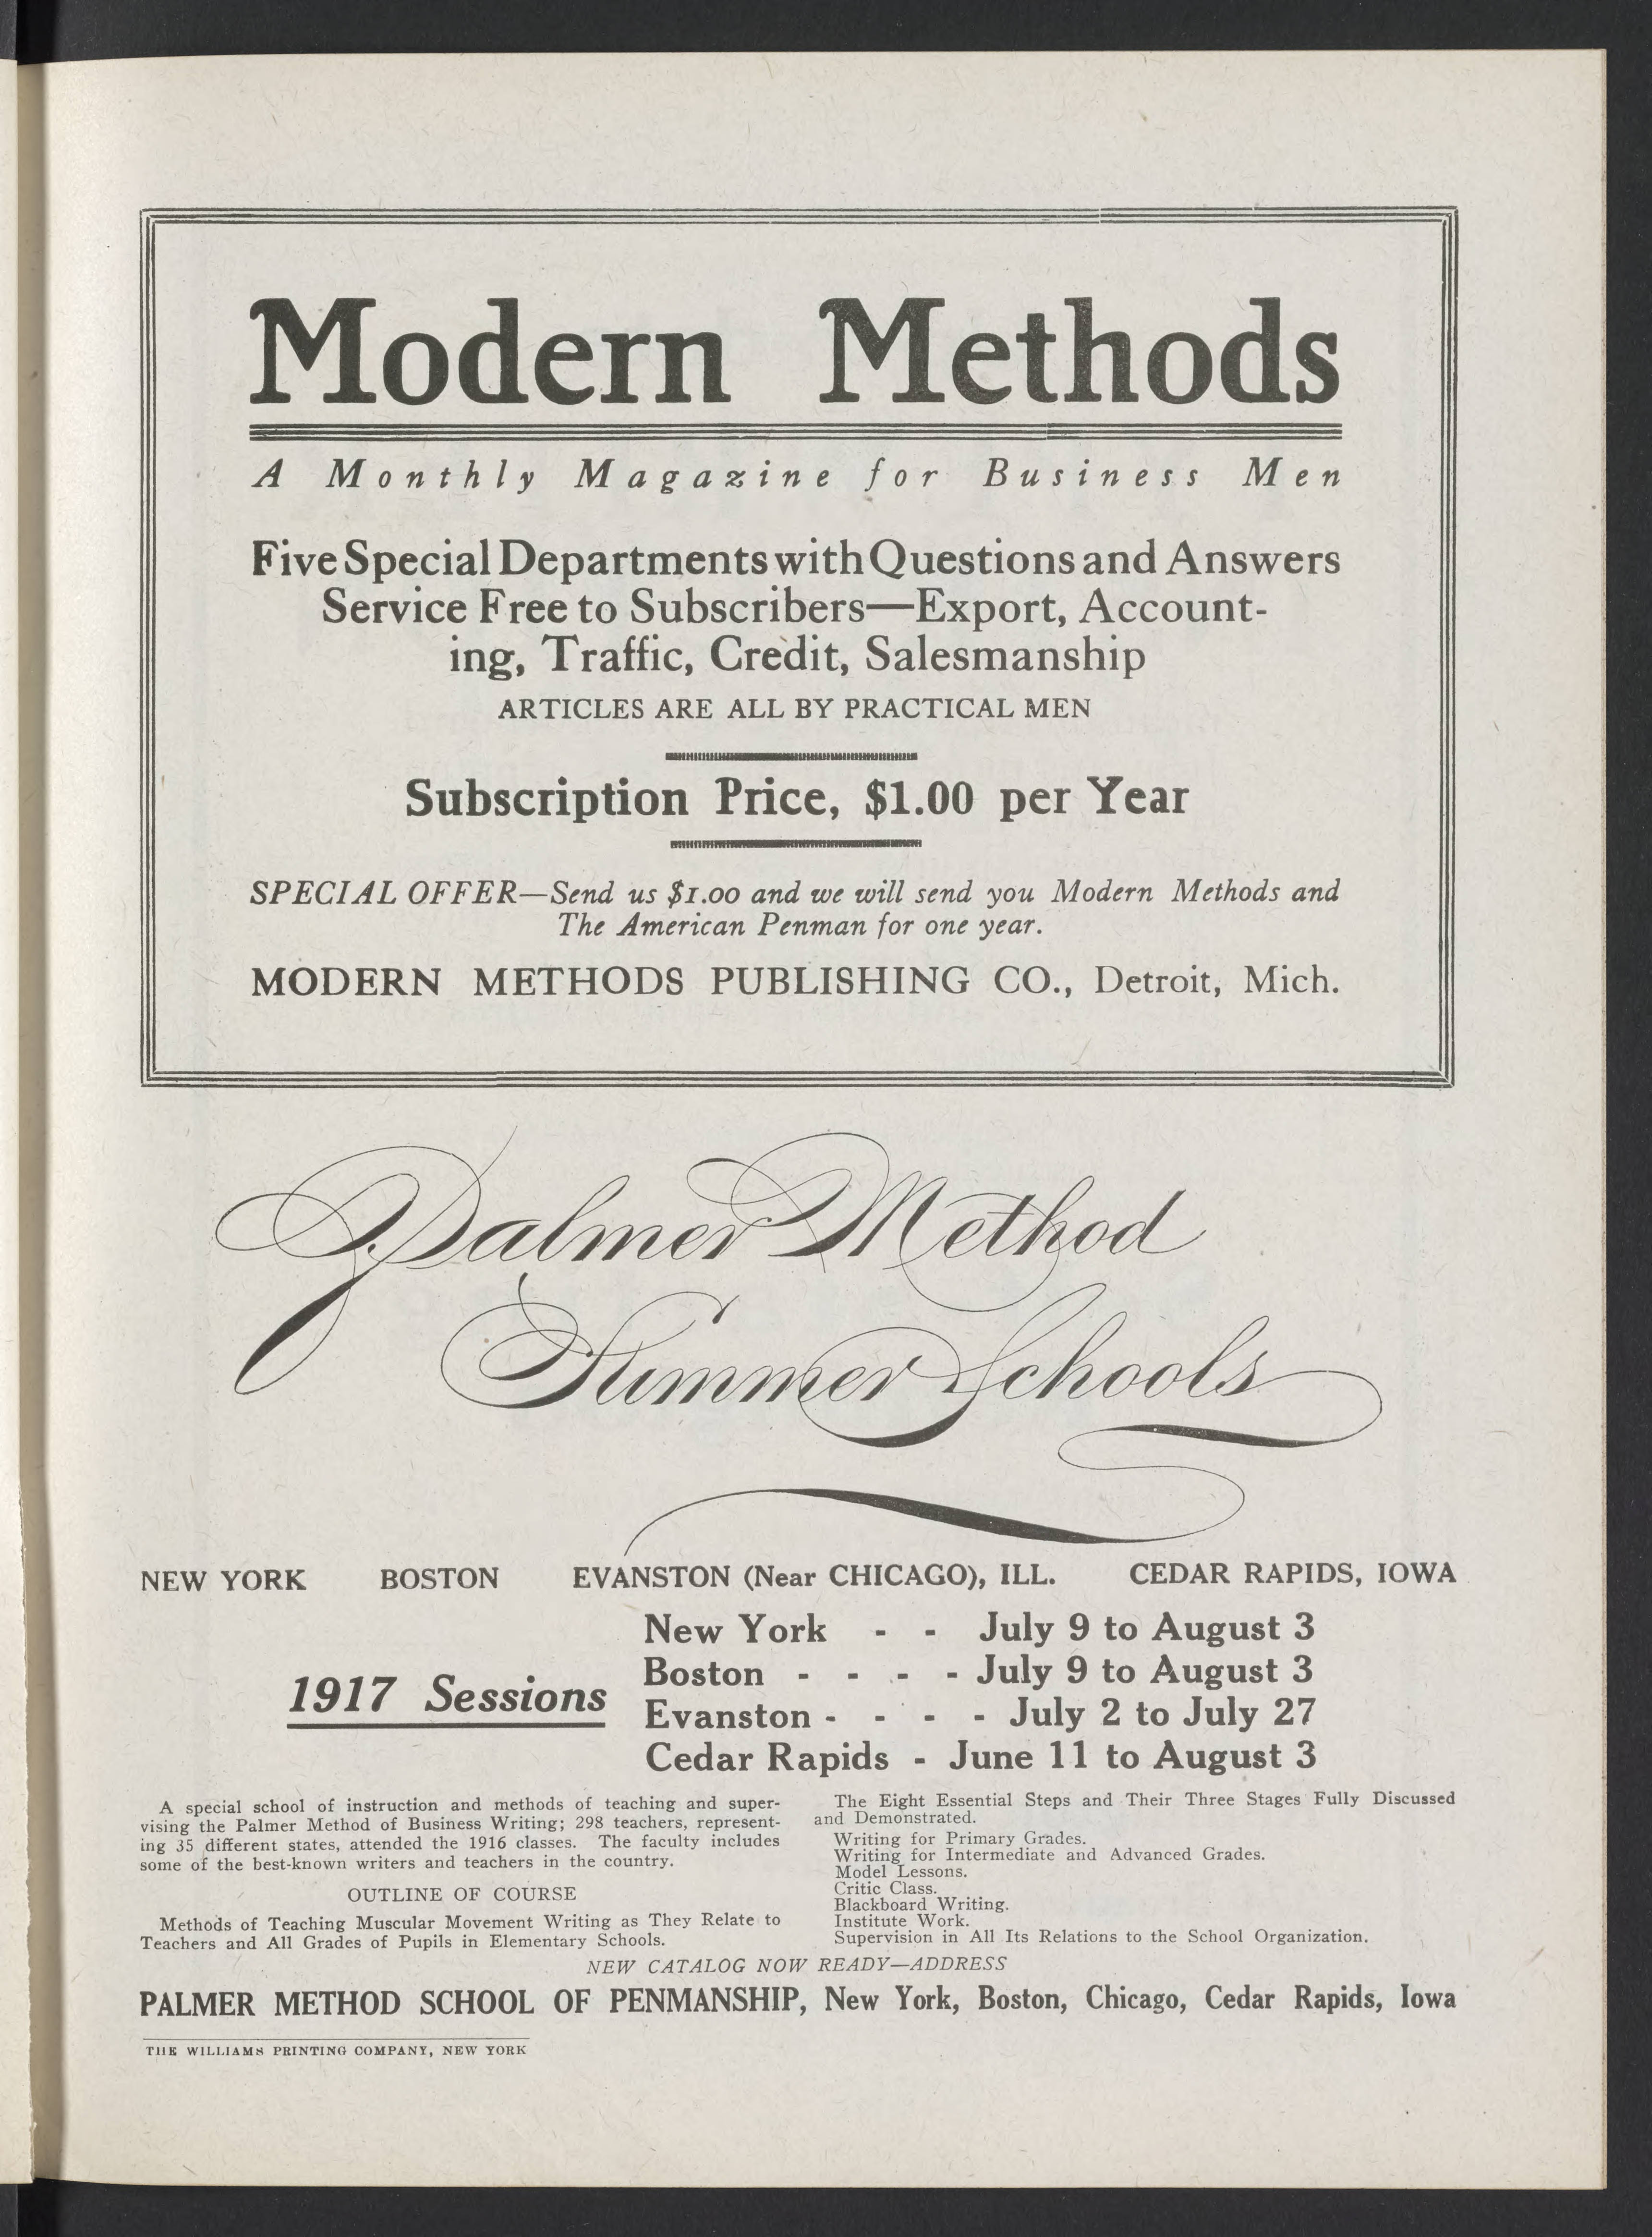 Modern Methods
A Monthly Magazine for Business Men
Five Special Departments with Questions and Answers
Service Free to Subscribers—Export, Account-
ing, Traffic, Credit, Salesmanship
ARTICLES ARE ALL BY PRACTICAL MEN
Subscription Price, $1.00 per Year
SPECIAL OFFER—Send us $1.00 and we will send you Modern Methods and
The American Penman for one year.
MODERN METHODS PUBLISHING CO., Detroit, Mich.
Palmer Method
Summer Schools
NEW YORK BOSTON EVANSTON (Near CHICAGO), ILL. CEDAR RAPIDS, IOWA
1917 Sessions
New York - - July 9 to August 3
Boston - - - - July 9 to August 3
Evanston - - - - July 2 to July 27
Cedar Rapids - June 11 to August 3
A special school of instruction and methods of teaching and super-
vising the Palmer Method of Business Writing; 298 teachers, represent-
ing 35 different states, attended the 1916 classes. The faculty includes
some of the best-known writers and teachers in the country.
OUTLINE OF COURSE
Methods of Teaching Muscular Movement Writing as They Relate to
Teachers and All Grades of Pupils in Elementary Schools.
The Eight Essential Steps and Their Three Stages Fully Discussed
and Demonstrated.
Writing for Primary Grades.
Writing for Intermediate and Advanced Grades.
Model Lessons.
Critic Class.
Blackboard Writing.
Institute Work.
Supervision in All Its Relations to the School Organization.
NEW CATALOG NOW READY—ADDRESS
PALMER METHOD SCHOOL OF PENMANSHIP, New York, Boston, Chicago, Cedar Rapids, Iowa
THE WILLIAMS PRINTING COMPANY, NEW YORK